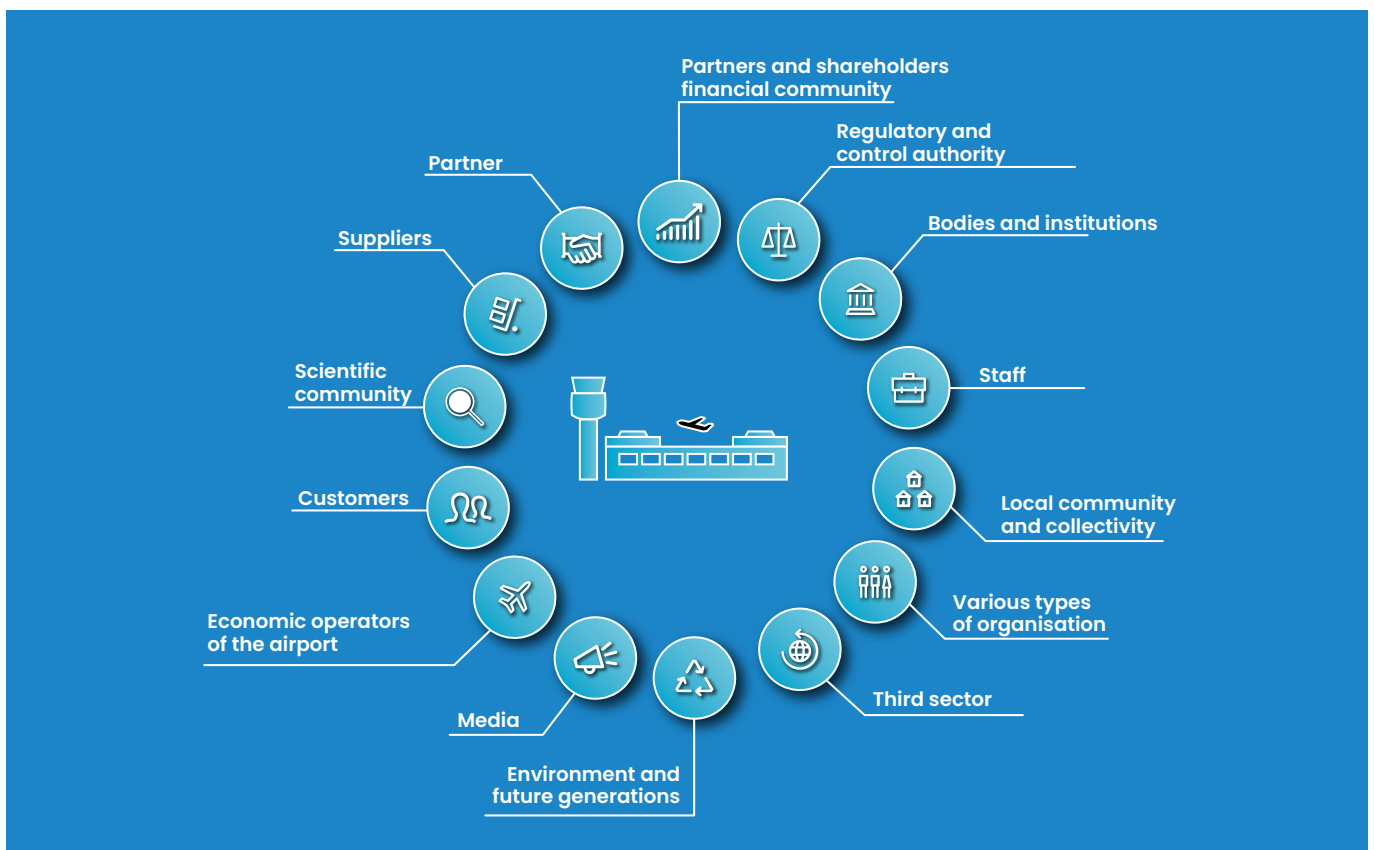 Partners and shareholders
financial community
Regulatory and
control authority
Partner
Bodies and institutions
Suppliers
Scientific
community
Staff
Customers
Local community
and collectivity
Various types
of organisation
Economic operators
of the airport
Third sector
Media
Environment and
future generations